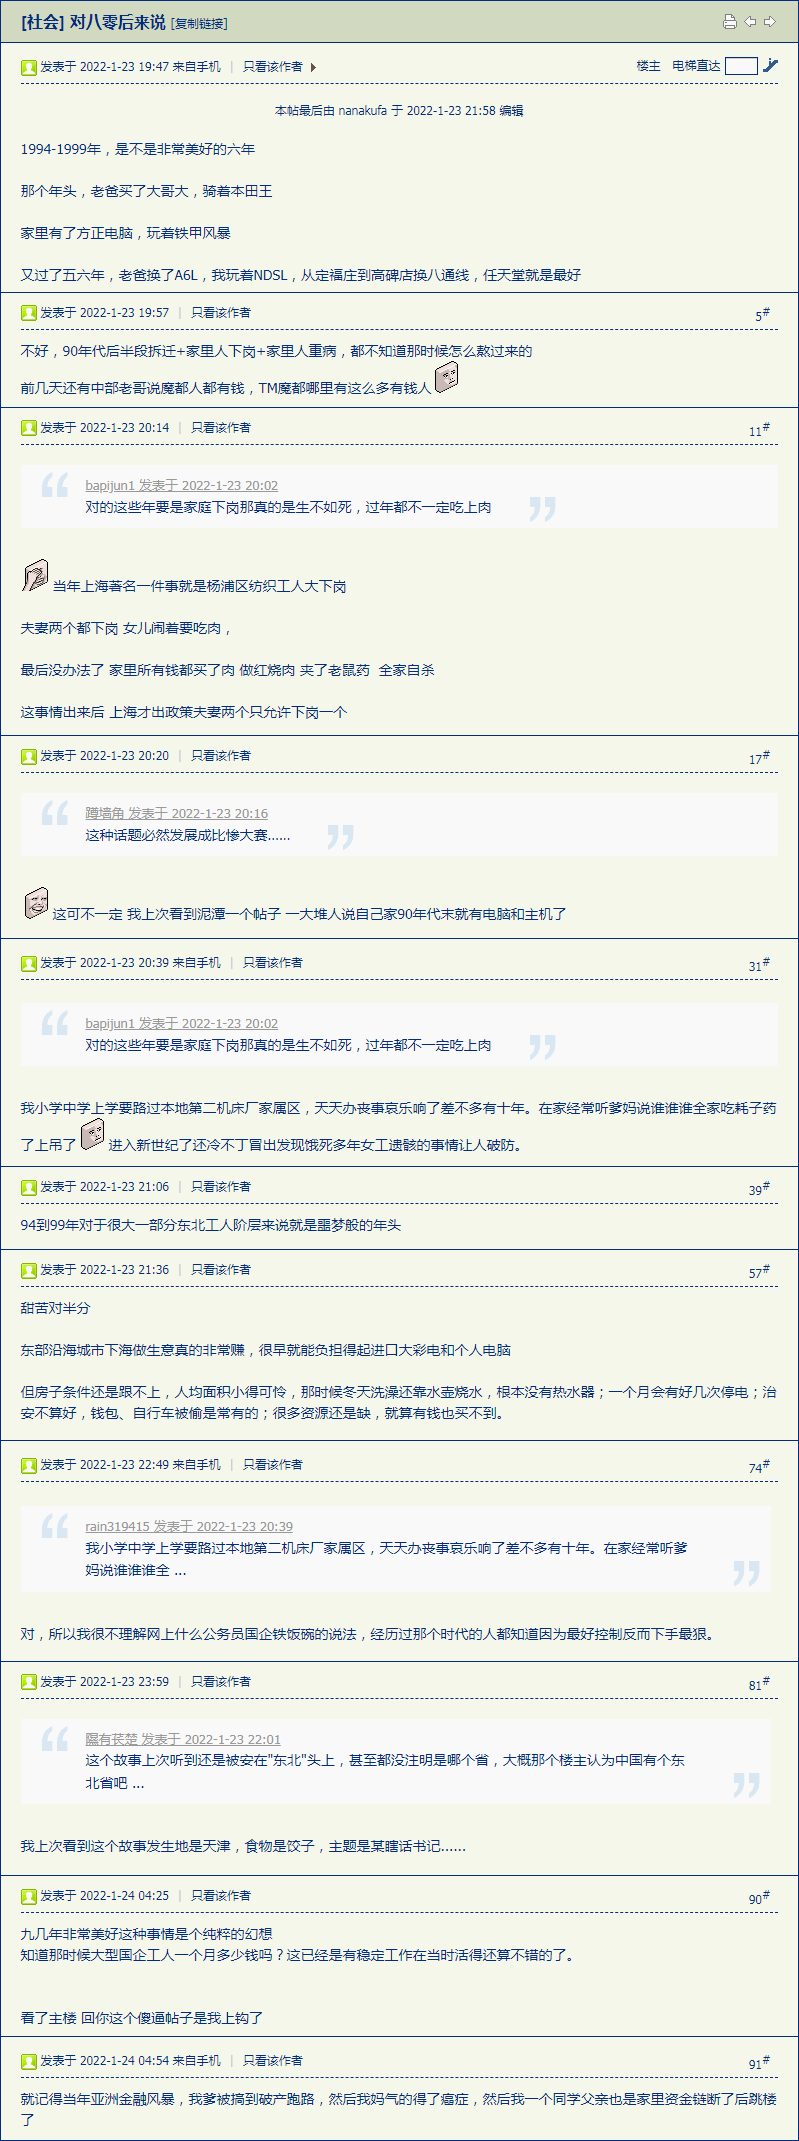 [社会] 对八零后来说 [复制链接]
发表于 2022-1-23 19:47 来自手机 | 只看该作者
楼主 电梯直达
本帖最后由 nanakufa 于 2022-1-23 21:58 编辑
1994-1999年，是不是非常美好的六年
那个年头，老爸买了大哥大，骑着本田王
家里有了方正电脑，玩着铁甲风暴
又过了五六年，老爸换了A6L，我玩着NDSL，从定福庄到高碑店换八通线，任天堂就是最好
发表于 2022-1-23 19:57 | 只看该作者 5#
不好，90年代后半段拆迁+家里人下岗+家里人重病，都不知道那时候怎么熬过来的
前几天还有中部老哥说魔都人都有钱，TM魔都哪里有这么多有钱人
发表于 2022-1-23 20:14 | 只看该作者 11#
bapijun1 发表于 2022-1-23 20:02
对的这些年要是家庭下岗那真的是生不如死，过年都不一定吃上肉
当年上海著名一件事就是杨浦区纺织工人大下岗
夫妻两个都下岗 女儿闹着要吃肉，
最后没办法了 家里所有钱都买了肉 做红烧肉 夹了老鼠药 全家自杀
这事情出来后 上海才出政策夫妻两个只允许下岗一个
发表于 2022-1-23 20:20 | 只看该作者 17#
蹲墙角 发表于 2022-1-23 20:16
这种话题必然发展成比惨大赛......
这可不一定 我上次看到泥潭一个帖子 一大堆人说自己家90年代末就有电脑和主机了
发表于 2022-1-23 20:39 来自手机 | 只看该作者 31#
bapijun1 发表于 2022-1-23 20:02
对的这些年要是家庭下岗那真的是生不如死，过年都不一定吃上肉
我小学中学上学要路过本地第二机床厂家属区，天天办丧事哀乐响了差不多有十年。在家经常听爹妈说谁谁谁全家吃耗子药
了上吊了 进入新世纪了还冷不丁冒出发现饿死多年女工遗骸的事情让人破防。
发表于 2022-1-23 21:06 | 只看该作者 39#
94到99年对于很大一部分东北工人阶层来说就是噩梦般的年头
发表于 2022-1-23 21:36 | 只看该作者 57#
甜苦对半分
东部沿海城市下海做生意真的非常赚，很早就能负担得起进口大彩电和个人电脑
但房子条件还是跟不上，人均面积小得可怜，那时候冬天洗澡还靠水壶烧水，根本没有热水器；一个月会有好几次停电；治
安不算好，钱包、自行车被偷是常有的；很多资源还是缺，就算有钱也买不到。
发表于 2022-1-23 22:49 来自手机 | 只看该作者 74#
rain319415 发表于 2022-1-23 20:39
我小学中学上学要路过本地第二机床厂家属区，天天办丧事哀乐响了差不多有十年。在家经常听爹
妈说谁谁谁全 ...
对，所以我很不理解网上什么公务员国企铁饭碗的说法，经历过那个时代的人都知道因为最好控制反而下手最狠。
发表于 2022-1-23 23:59 | 只看该作者 81#
隰有苌楚 发表于 2022-1-23 22:01
这个故事上次听到还是被安在"东北"头上，甚至都没注明是哪个省，大概那个楼主认为中国有个东
北省吧 ...
我上次看到这个故事发生地是天津，食物是饺子，主题是某瞎话书记......
发表于 2022-1-24 04:25 | 只看该作者 90#
九几年非常美好这种事情是个纯粹的幻想
知道那时候大型国企工人一个月多少钱吗？这已经是有稳定工作在当时活得还算不错的了。
看了主楼 回你这个傻逼帖子是我上钩了
发表于 2022-1-24 04:54 来自手机 | 只看该作者 91#
就记得当年亚洲金融风暴，我爹被搞到破产跑路，然后我妈气的得了癌症，然后我一个同学父亲也是家里资金链断了后跳楼
了